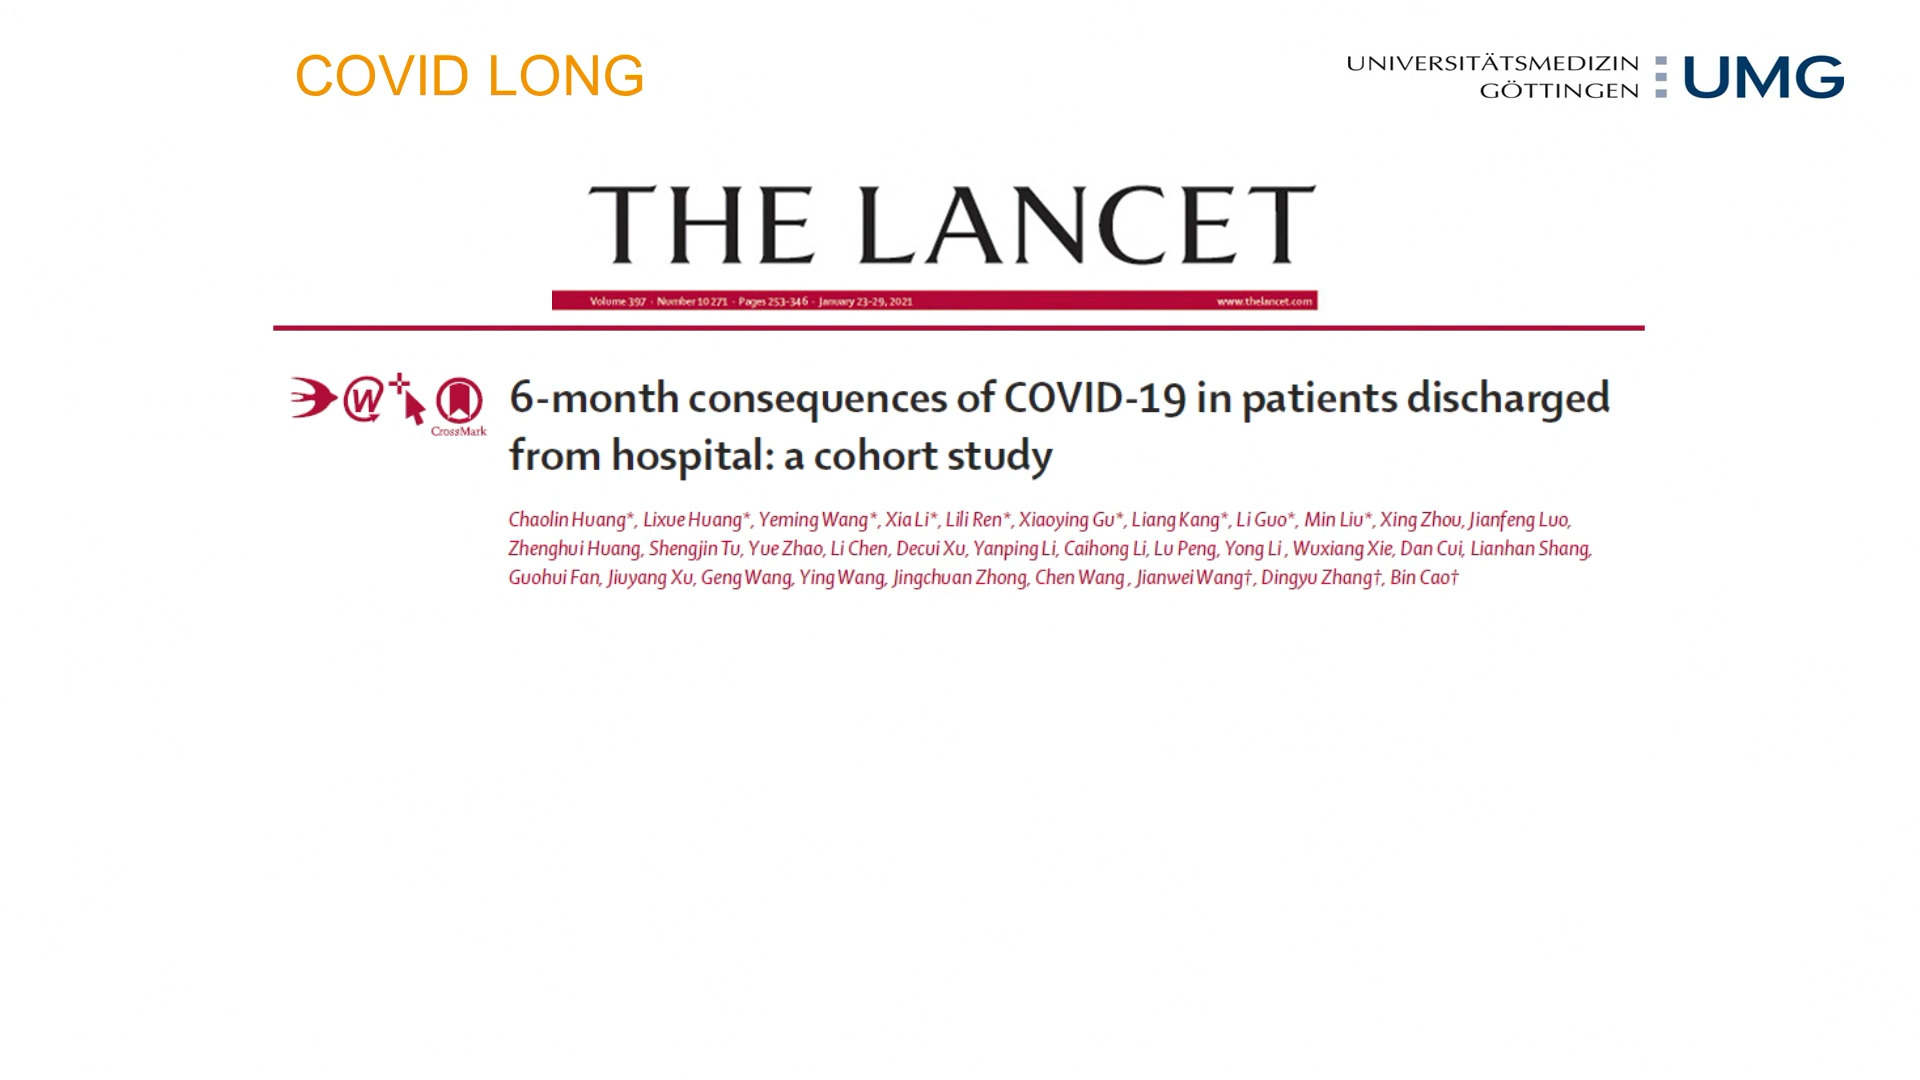 COVID LONG
UNIVERSITÄTSMEDIZIN
GÖTTINGEN
UMG
THE LANCET
Volume 397 · Number 10271 · Pages 253-346 · January 23-29, 2021
www.thelancet.com
W
CrossMark
6-month consequences of COVID-19 in patients discharged
from hospital: a cohort study
Chaolin Huang*, Lixue Huang*, Yeming Wang*, Xia Li*, Lili Ren*, Xiaoying Gu*, Liang Kang*, Li Guo*, Min Liu*, Xing Zhou, Jianfeng Luo,
Zhenghui Huang, Shengjin Tu, Yue Zhao, Li Chen, Decui Xu, Yanping Li, Caihong Li, Lu Peng, Yong Li, Wuxiang Xie, Dan Cui, Lianhan Shang,
Guohui Fan, Jiuyang Xu, Geng Wang, Ying Wang, Jingchuan Zhong, Chen Wang, Jianwei Wang†, Dingyu Zhang†, Bin Cao†